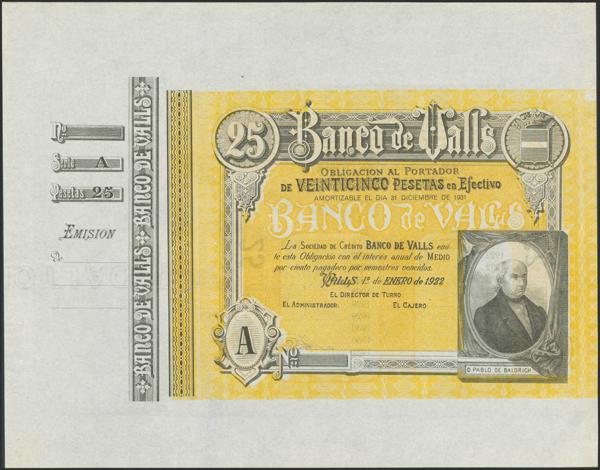 Nº
Serie A
Pesetas 25
EMISION
De
BANCO DE VALLS BANCO DE VALLS
25
Banco de Valls
OBLIGACION AL PORTADOR
DE VEINTICINCO PESETAS en Efectivo
AMORTIZABLE EL DIA 31 DICIEMBRE DE 1931
BANCO de VALLS
La SOCIEDAD DE CRÉDITO BANCO DE VALLS emi-
te esta Obligacion con el interés anual de MEDIO
por ciento pagadero por semestres vencidos.
Valls, 1º de ENERO de 1922
EL DIRECTOR DE TURNO
EL ADMINISTRADOR:
EL CAJERO:
A
Nº
D. PABLO DE BALDRICH